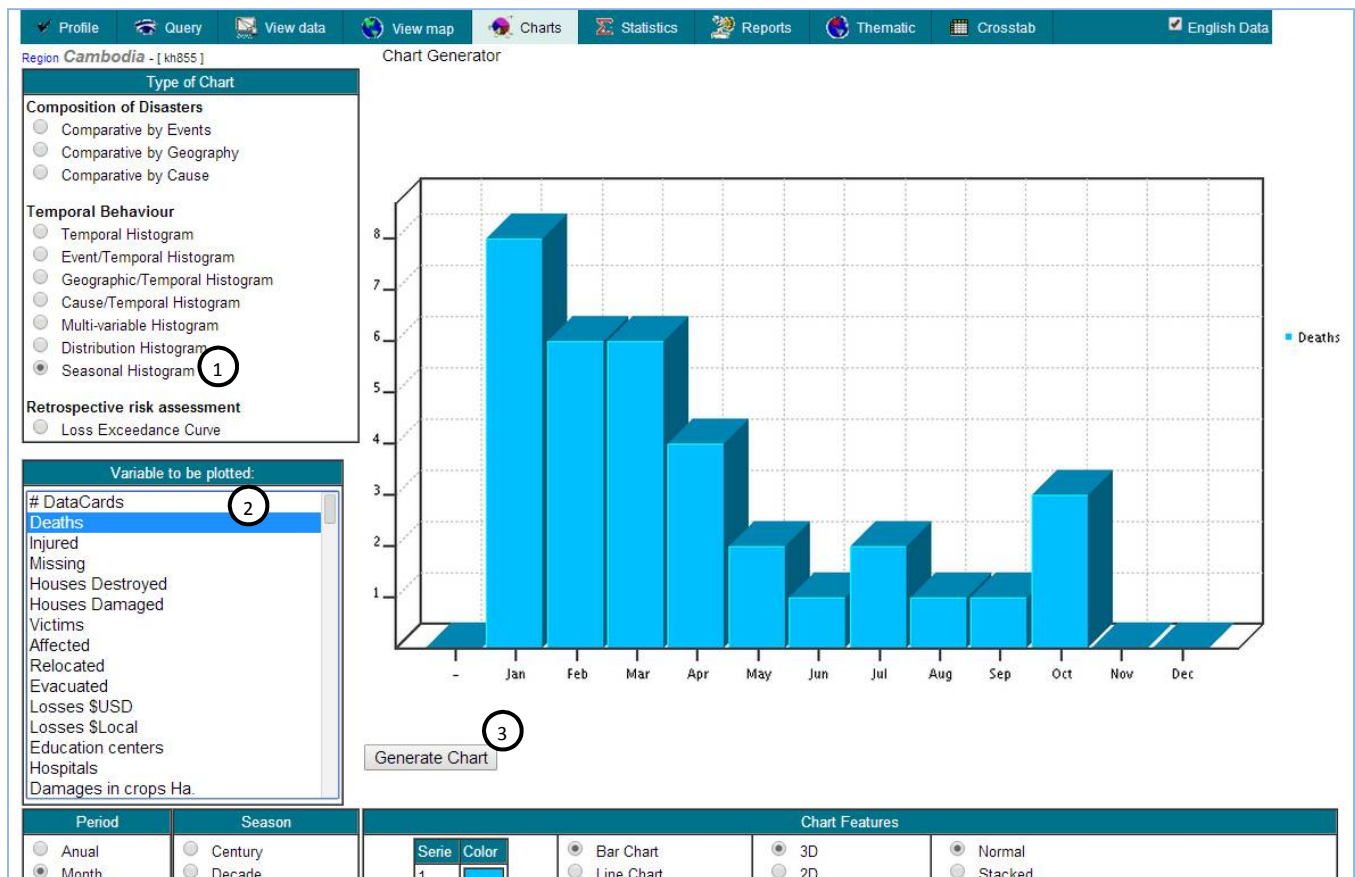 Profile Query View data View map Charts Statistics Reports Thematic Crosstab English Data
Region Cambodia - [ kh855 ]
Chart Generator
Type of Chart
Composition of Disasters
Comparative by Events
Comparative by Geography
Comparative by Cause
Temporal Behaviour
Temporal Histogram
Event/Temporal Histogram
Geographic/Temporal Histogram
Cause/Temporal Histogram
Multi-variable Histogram
Distribution Histogram
Seasonal Histogram 1
Retrospective risk assessment
Loss Exceedance Curve
Variable to be plotted:
# DataCards 2
Deaths
Injured
Missing
Houses Destroyed
Houses Damaged
Victims
Affected
Relocated
Evacuated
Losses $USD
Losses $Local
Education centers
Hospitals
Damages in crops Ha.
8
7
6
5
4
3
2
1
- Jan Feb Mar Apr May Jun Jul Aug Sep Oct Nov Dec
Deaths
3
Generate Chart
Period
Anual
Month
Season
Century
Decade
Chart Features
Serie Color
1
Bar Chart
Line Chart
3D
2D
Normal
Stacked